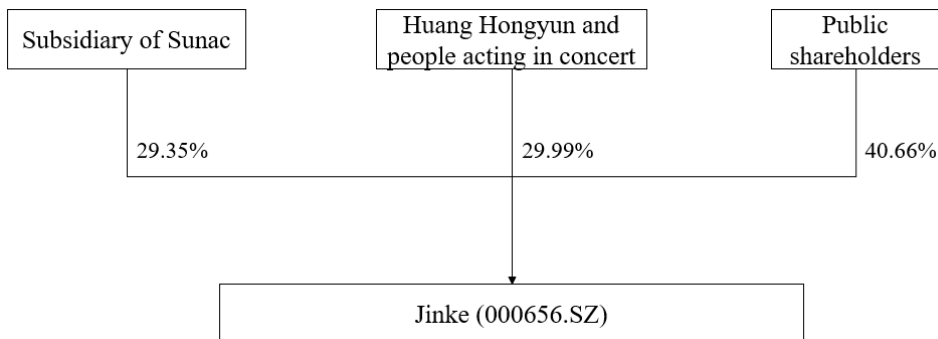 Subsidiary of Sunac
Huang Hongyun and
people acting in concert
Public
shareholders
29.35%
29.99%
40.66%
Jinke (000656.SZ)